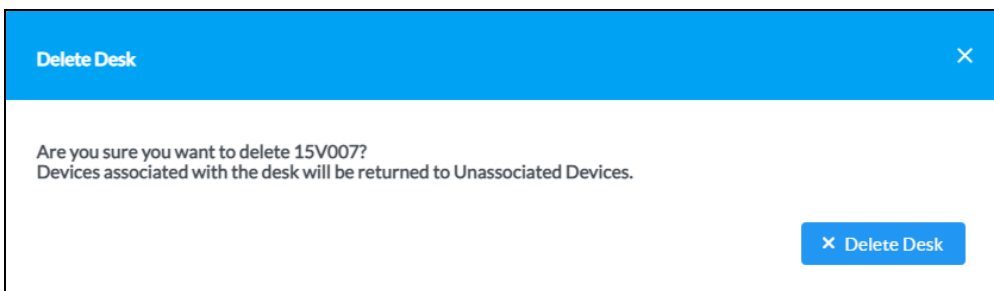 Delete Desk
Are you sure you want to delete 15V007?
Devices associated with the desk will be returned to Unassociated Devices.
Delete Desk